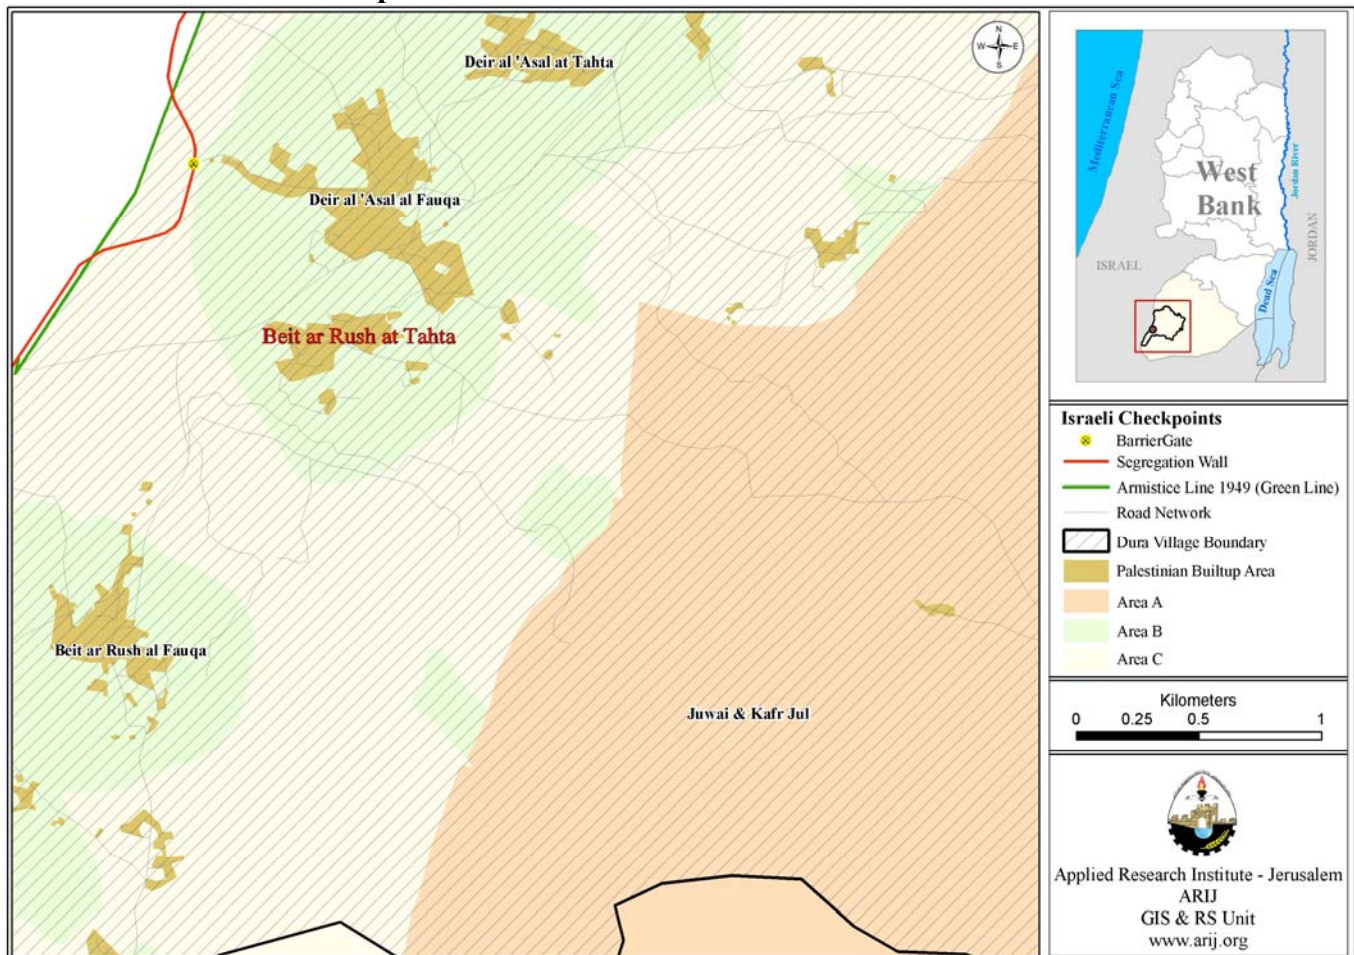 Deir al 'Asal at Tahta
Deir al 'Asal al Fauqa
Beit ar Rush at Tahta
Beit ar Rush al Fauqa
Juwai & Kafr Jul
N
W E
S
Mediterranean Sea
West
Bank
Jordan River
JORDAN
ISRAEL
Dead Sea
Israeli Checkpoints
BarrierGate
Segregation Wall
Armistice Line 1949 (Green Line)
Road Network
Dura Village Boundary
Palestinian Builtup Area
Area A
Area B
Area C
Kilometers
0 0.25 0.5 1
Applied Research Institute - Jerusalem
ARIJ
GIS & RS Unit
www.arij.org